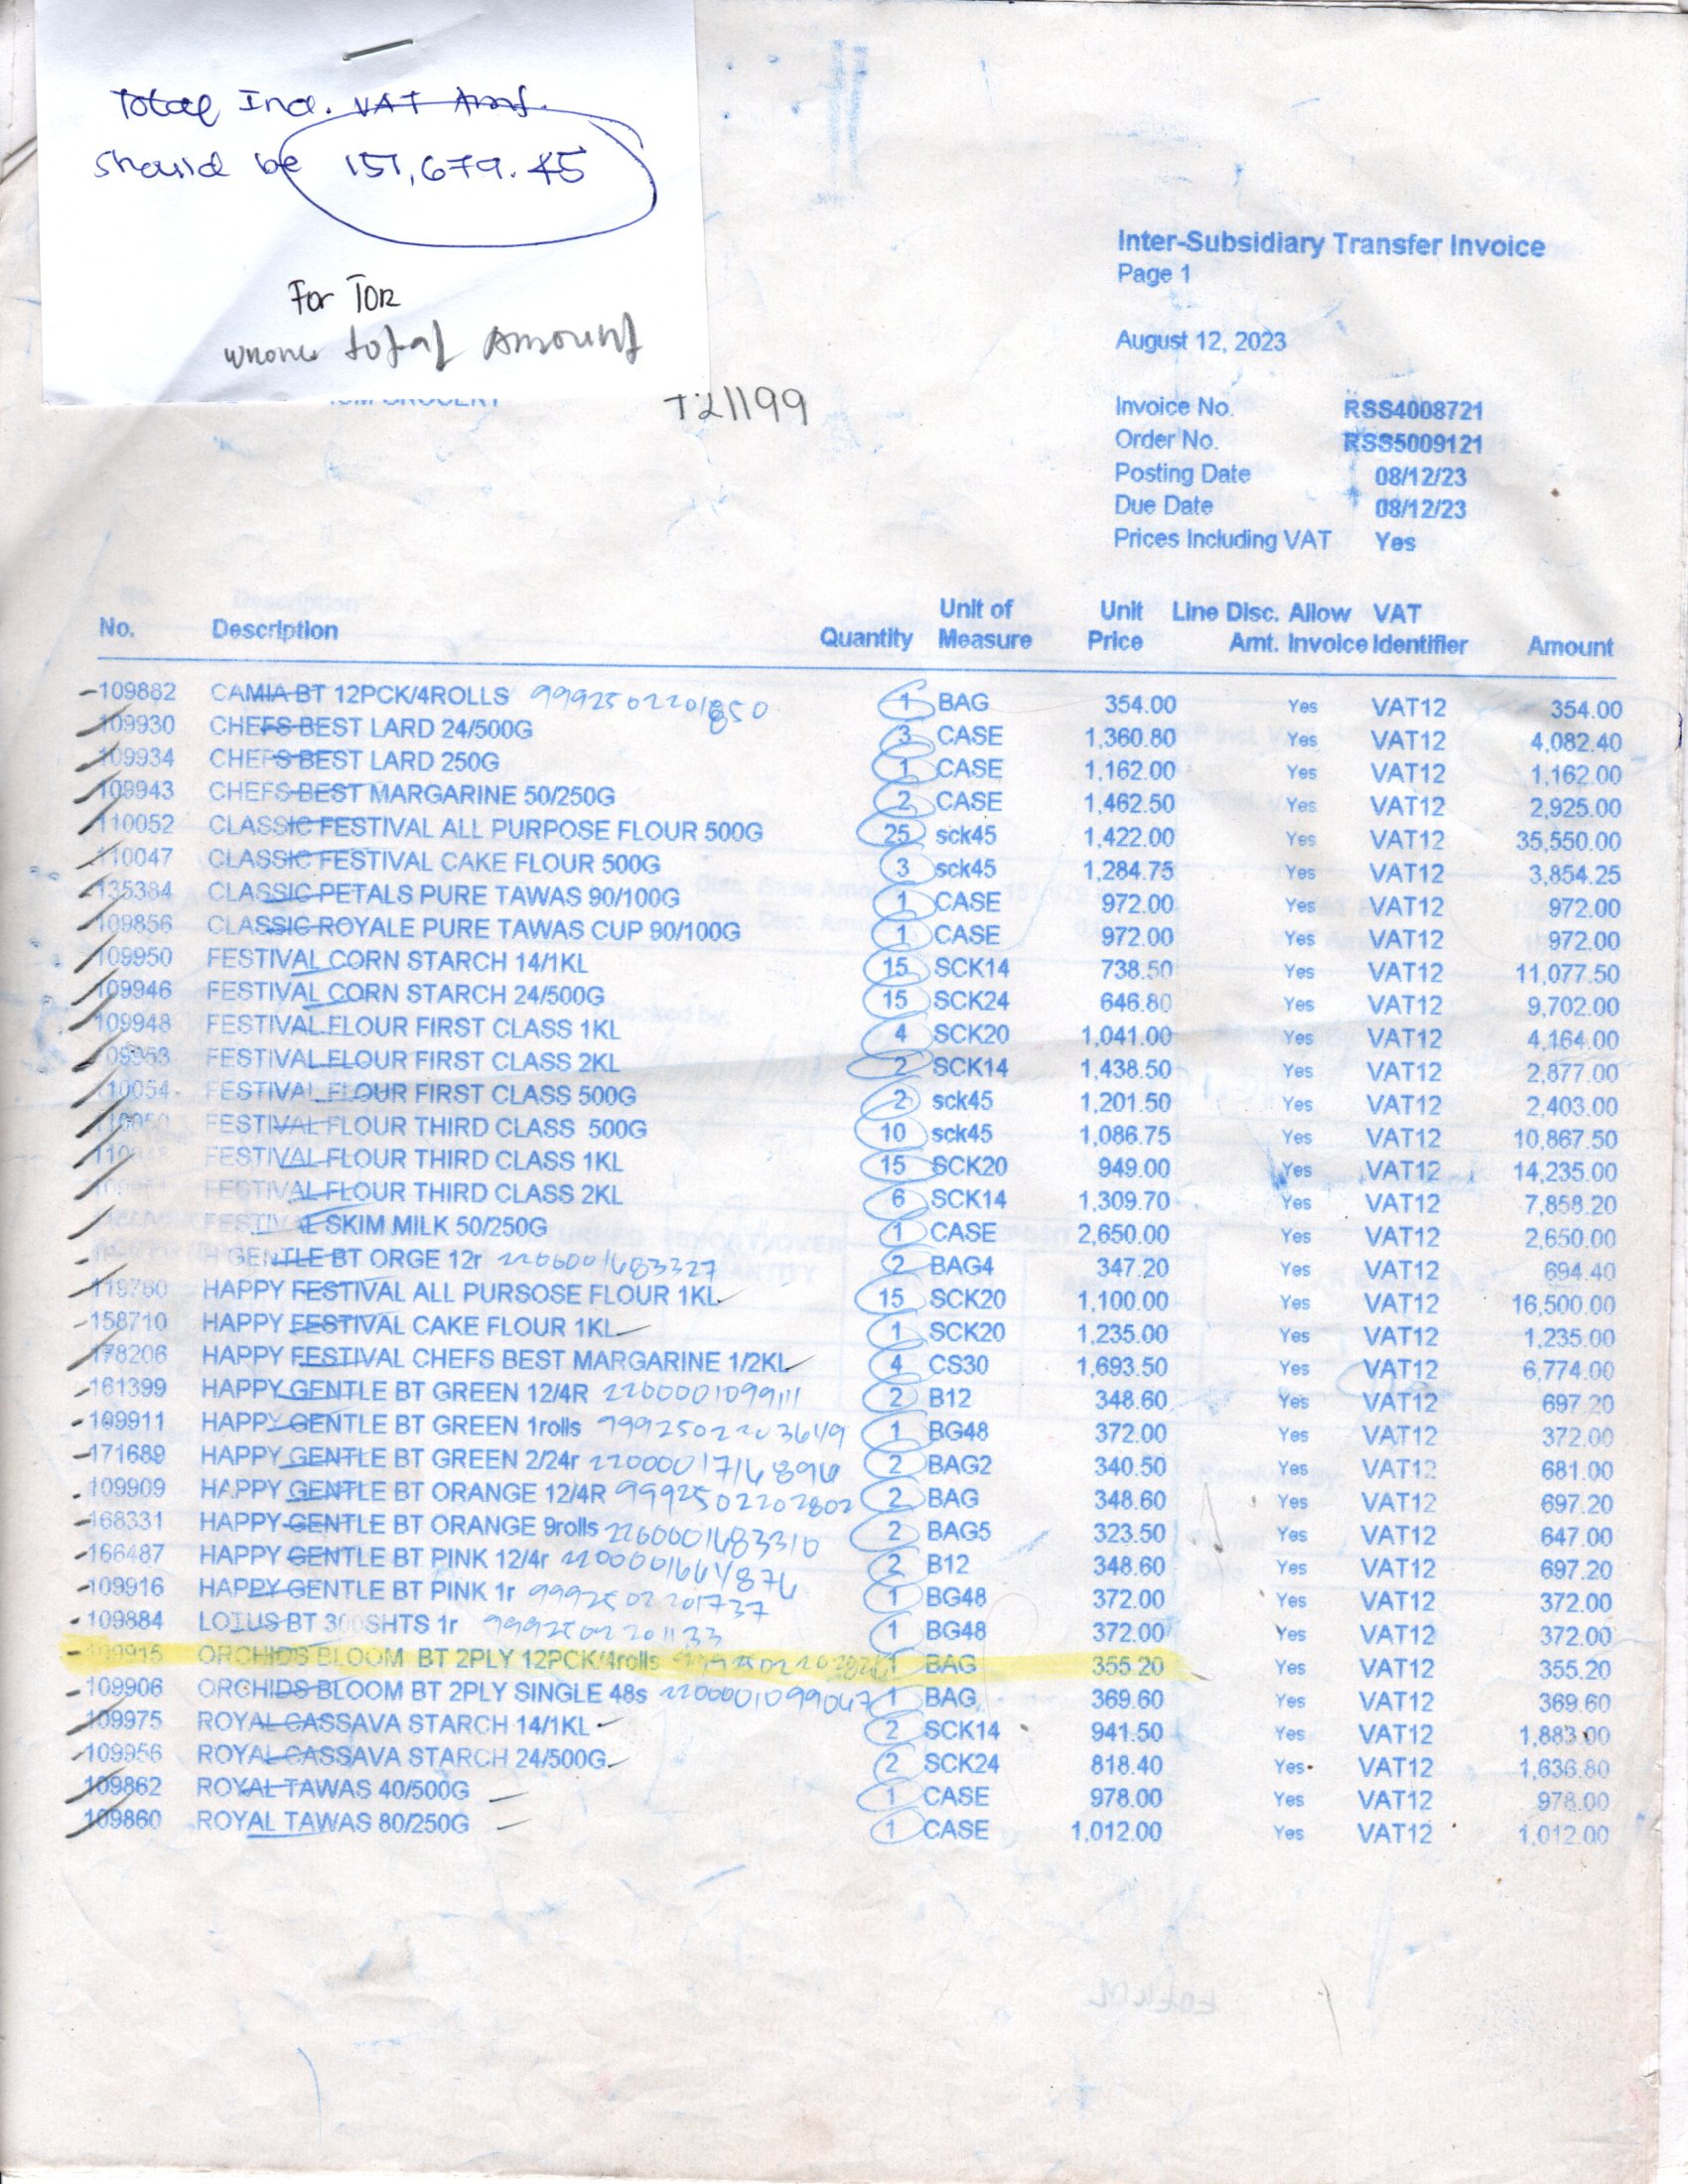 Total Incl. VAT Amt.
should be 151,679.45
For TOR
wrong total Amount
T21199
Inter-Subsidiary Transfer Invoice
Page 1
August 12, 2023
Invoice No. RSS4008721
Order No. RSS5009121
Posting Date 08/12/23
Due Date 08/12/23
Prices Including VAT Yes
No. Description Quantity Unit of Measure Unit Price Line Disc. Amt. Allow Invoice VAT Identifier Amount
109882 CAMIA BT 12PCK/4ROLLS 9992502201850 1 BAG 354.00 Yes VAT12 354.00
109930 CHEFS BEST LARD 24/500G 3 CASE 1,360.80 Yes VAT12 4,082.40
109934 CHEFS BEST LARD 250G 1 CASE 1,162.00 Yes VAT12 1,162.00
109943 CHEFS BEST MARGARINE 50/250G 2 CASE 1,462.50 Yes VAT12 2,925.00
110052 CLASSIC FESTIVAL ALL PURPOSE FLOUR 500G 25 sck45 1,422.00 Yes VAT12 35,550.00
110047 CLASSIC FESTIVAL CAKE FLOUR 500G 3 sck45 1,284.75 Yes VAT12 3,854.25
135384 CLASSIC PETALS PURE TAWAS 90/100G 1 CASE 972.00 Yes VAT12 972.00
109856 CLASSIC ROYALE PURE TAWAS CUP 90/100G 1 CASE 972.00 Yes VAT12 972.00
109950 FESTIVAL CORN STARCH 14/1KL 15 SCK14 738.50 Yes VAT12 11,077.50
109946 FESTIVAL CORN STARCH 24/500G 15 SCK24 646.80 Yes VAT12 9,702.00
109948 FESTIVAL FLOUR FIRST CLASS 1KL 4 SCK20 1,041.00 Yes VAT12 4,164.00
FESTIVAL FLOUR FIRST CLASS 2KL 2 SCK14 1,438.50 Yes VAT12 2,877.00
110054 FESTIVAL FLOUR FIRST CLASS 500G 2 sck45 1,201.50 Yes VAT12 2,403.00
FESTIVAL FLOUR THIRD CLASS 500G 10 sck45 1,086.75 Yes VAT12 10,867.50
FESTIVAL FLOUR THIRD CLASS 1KL 15 SCK20 949.00 Yes VAT12 14,235.00
FESTIVAL FLOUR THIRD CLASS 2KL 6 SCK14 1,309.70 Yes VAT12 7,858.20
FESTIVAL SKIM MILK 50/250G 1 CASE 2,650.00 Yes VAT12 2,650.00
H GENTLE BT ORGE 12r 2200001683327 2 BAG4 347.20 Yes VAT12 694.40
119760 HAPPY FESTIVAL ALL PURSOSE FLOUR 1KL 15 SCK20 1,100.00 Yes VAT12 16,500.00
158710 HAPPY FESTIVAL CAKE FLOUR 1KL 1 SCK20 1,235.00 Yes VAT12 1,235.00
178206 HAPPY FESTIVAL CHEFS BEST MARGARINE 1/2KL 4 CS30 1,693.50 Yes VAT12 6,774.00
161399 HAPPY GENTLE BT GREEN 12/4R 2200001099111 2 B12 348.60 Yes VAT12 697.20
109911 HAPPY GENTLE BT GREEN 1rolls 9992502203649 1 BG48 372.00 Yes VAT12 372.00
171689 HAPPY GENTLE BT GREEN 2/24r 2200001716896 2 BAG2 340.50 Yes VAT12 681.00
109909 HAPPY GENTLE BT ORANGE 12/4R 9992502202802 2 BAG 348.60 Yes VAT12 697.20
168331 HAPPY GENTLE BT ORANGE 9rolls 2200001683310 2 BAG5 323.50 Yes VAT12 647.00
166487 HAPPY GENTLE BT PINK 12/4r 2200001664876 2 B12 348.60 Yes VAT12 697.20
109916 HAPPY GENTLE BT PINK 1r 9992502201737 1 BG48 372.00 Yes VAT12 372.00
109884 LOTUS BT 300SHTS 1r 9992502201133 1 BG48 372.00 Yes VAT12 372.00
109915 ORCHIDS BLOOM BT 2PLY 12PCK/4rolls 1 BAG 355.20 Yes VAT12 355.20
109906 ORCHIDS BLOOM BT 2PLY SINGLE 48s 2200001099067 1 BAG 369.60 Yes VAT12 369.60
109975 ROYAL CASSAVA STARCH 14/1KL 2 SCK14 941.50 Yes VAT12 1,883.00
109956 ROYAL CASSAVA STARCH 24/500G 2 SCK24 818.40 Yes VAT12 1,636.80
109862 ROYAL TAWAS 40/500G 1 CASE 978.00 Yes VAT12 978.00
109860 ROYAL TAWAS 80/250G 1 CASE 1,012.00 Yes VAT12 1,012.00